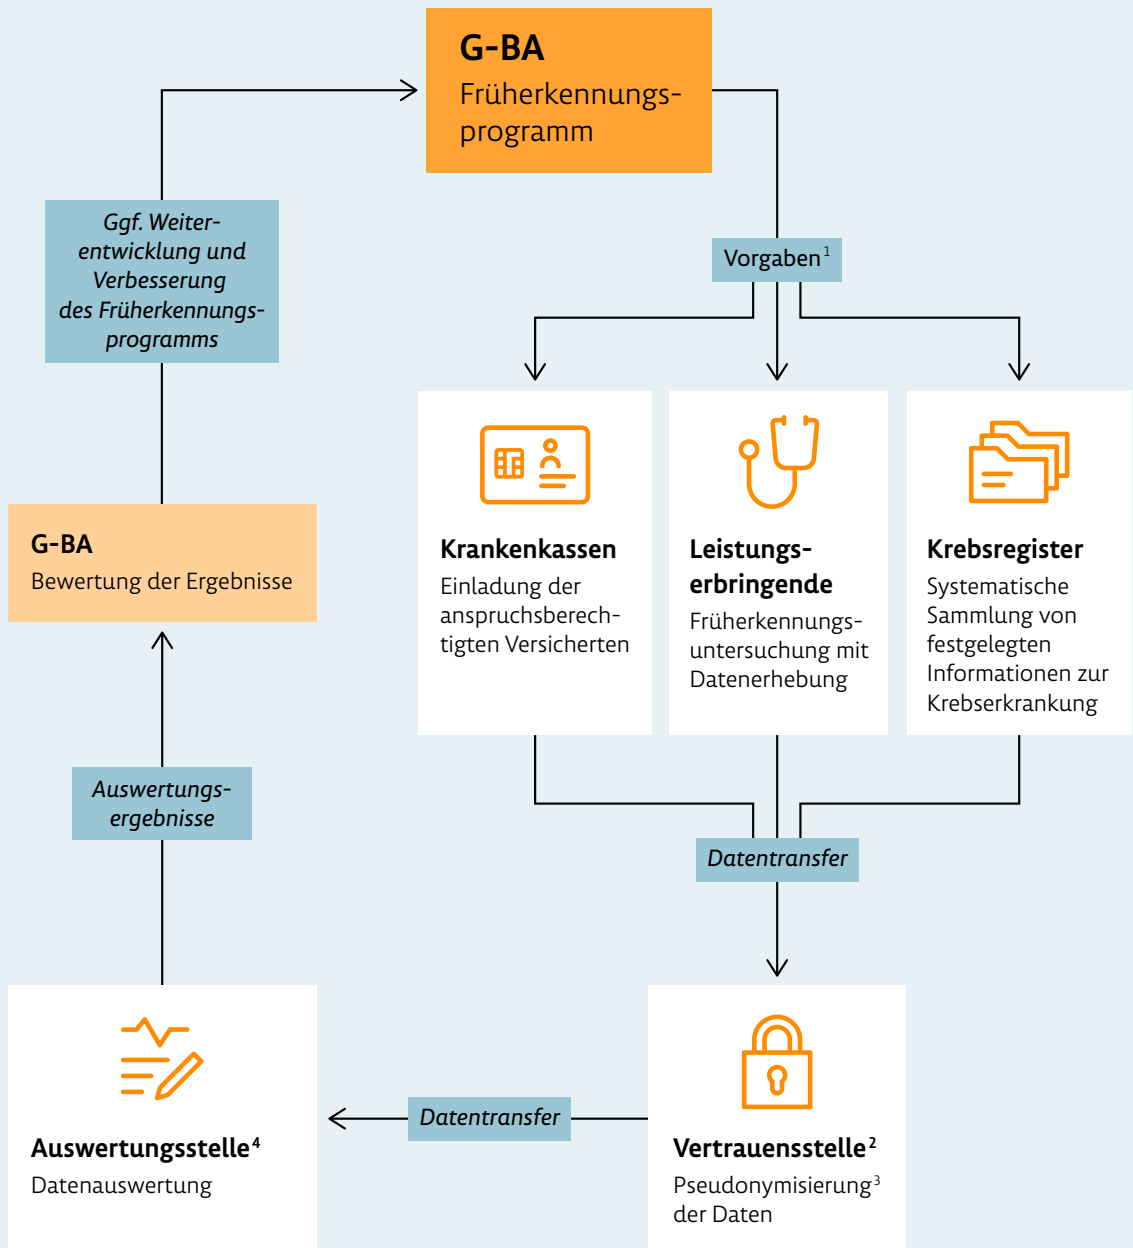 G-BA
Früherkennungs-
programm
Ggf. Weiter-
entwicklung und
Verbesserung
des Früherkennungs-
programms
Vorgaben¹
G-BA
Bewertung der Ergebnisse
Krankenkassen
Einladung der
anspruchsberech-
tigten Versicherten
Leistungs-
erbringende
Früherkennungs-
untersuchung mit
Datenerhebung
Krebsregister
Systematische
Sammlung von
festgelegten
Informationen zur
Krebserkrankung
Auswertungs-
ergebnisse
Datentransfer
Auswertungsstelle⁴
Datenauswertung
Datentransfer
Vertrauensstelle²
Pseudonymisierung³
der Daten